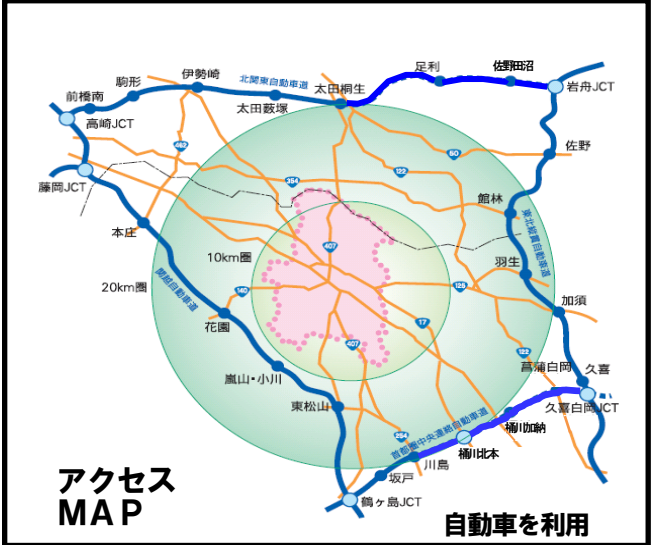 足利
佐野田沼
伊勢崎
北関東自動車道
駒形
太田桐生
岩舟JCT
前橋南
太田藪塚
高崎JCT
462
佐野
50
122
藤岡JCT
354
館林
本庄
東北縦貫自動車道
407
10km圏
羽生
関越自動車道
20km圏
140
125
加須
花園
17
122
407
菖蒲白岡
久喜
嵐山・小川
久喜白岡JCT
東松山
首都圏中央連絡自動車道
桶川加納
254
桶川北本
川島
坂戸
鶴ヶ島JCT
アクセス
MAP
自動車を利用